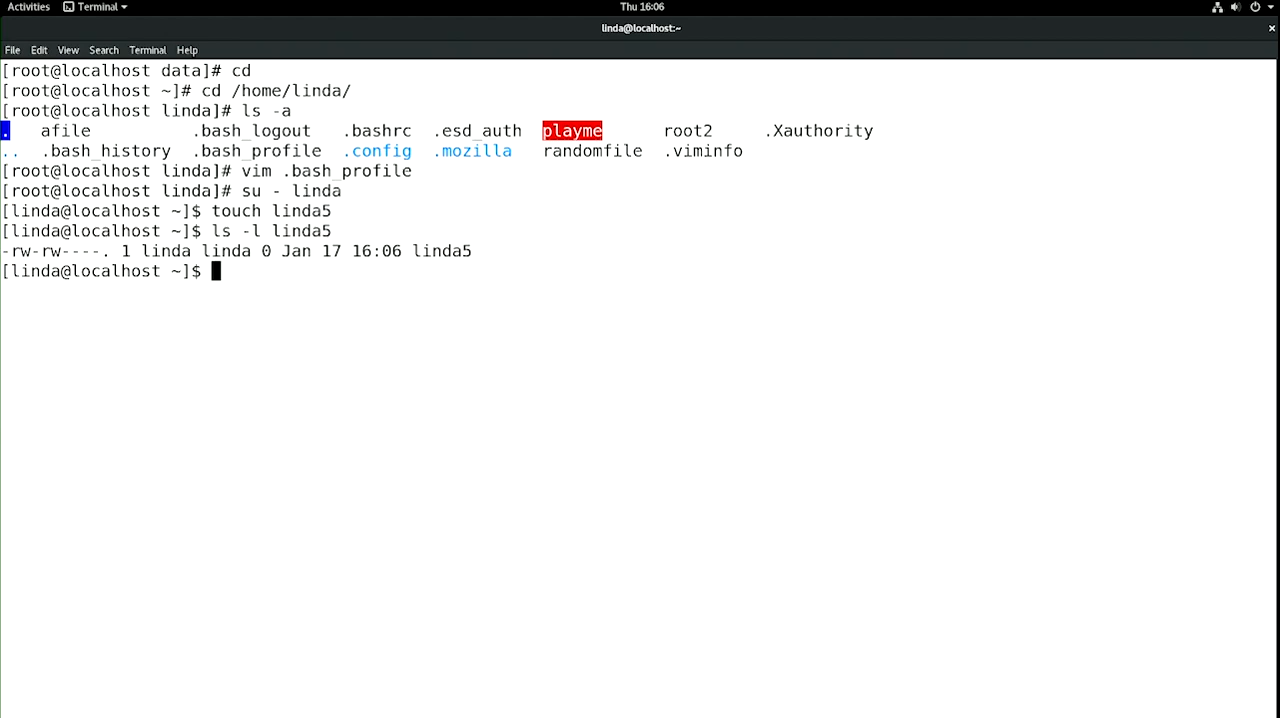 Activities Terminal Thu 16:06
linda@localhost:~ ×
File Edit View Search Terminal Help
[root@localhost data]# cd
[root@localhost ~]# cd /home/linda/
[root@localhost linda]# ls -a
. afile .bash_logout .bashrc .esd_auth playme root2 .Xauthority
.. .bash_history .bash_profile .config .mozilla randomfile .viminfo
[root@localhost linda]# vim .bash_profile
[root@localhost linda]# su - linda
[linda@localhost ~]$ touch linda5
[linda@localhost ~]$ ls -l linda5
-rw-rw----. 1 linda linda 0 Jan 17 16:06 linda5
[linda@localhost ~]$